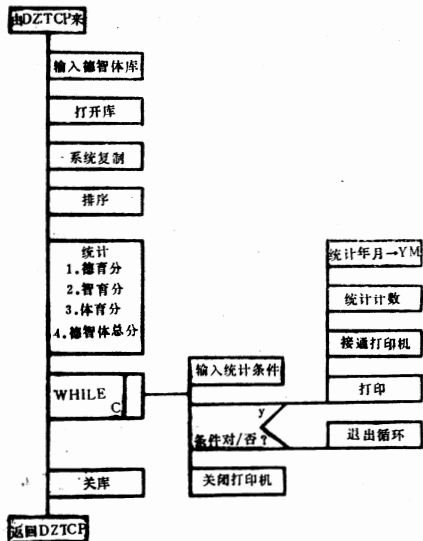 由DZTCP来
输入德智体库
打开库
系统复制
排序
统计
1.德育分
2.智育分
3.体育分
4.德智体总分
WHILE
C
关库
返回DZTCP
输入统计条件
y
条件对/否?
关闭打印机
统计年月→YM
统计计数
接通打印机
打印
退出循环